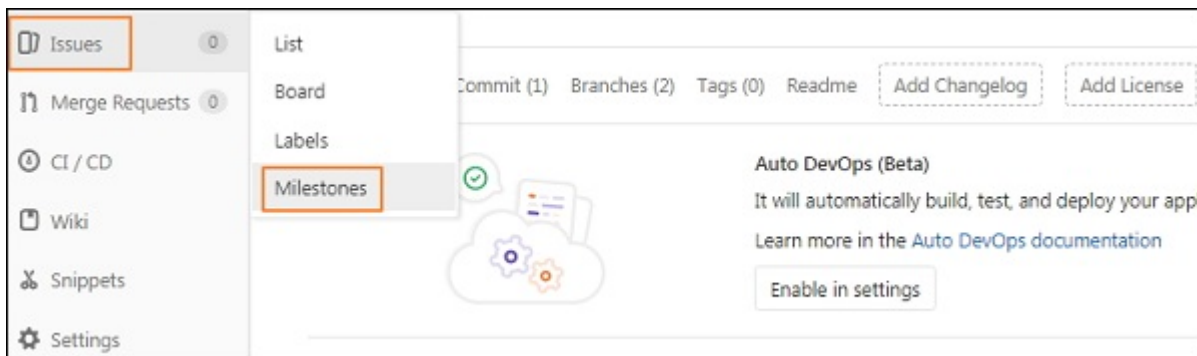 Issues 0
Merge Requests 0
CI / CD
Wiki
Snippets
Settings
List
Board
Labels
Milestones
Commit (1) Branches (2) Tags (0) Readme Add Changelog Add License
Auto DevOps (Beta)
It will automatically build, test, and deploy your app
Learn more in the Auto DevOps documentation
Enable in settings